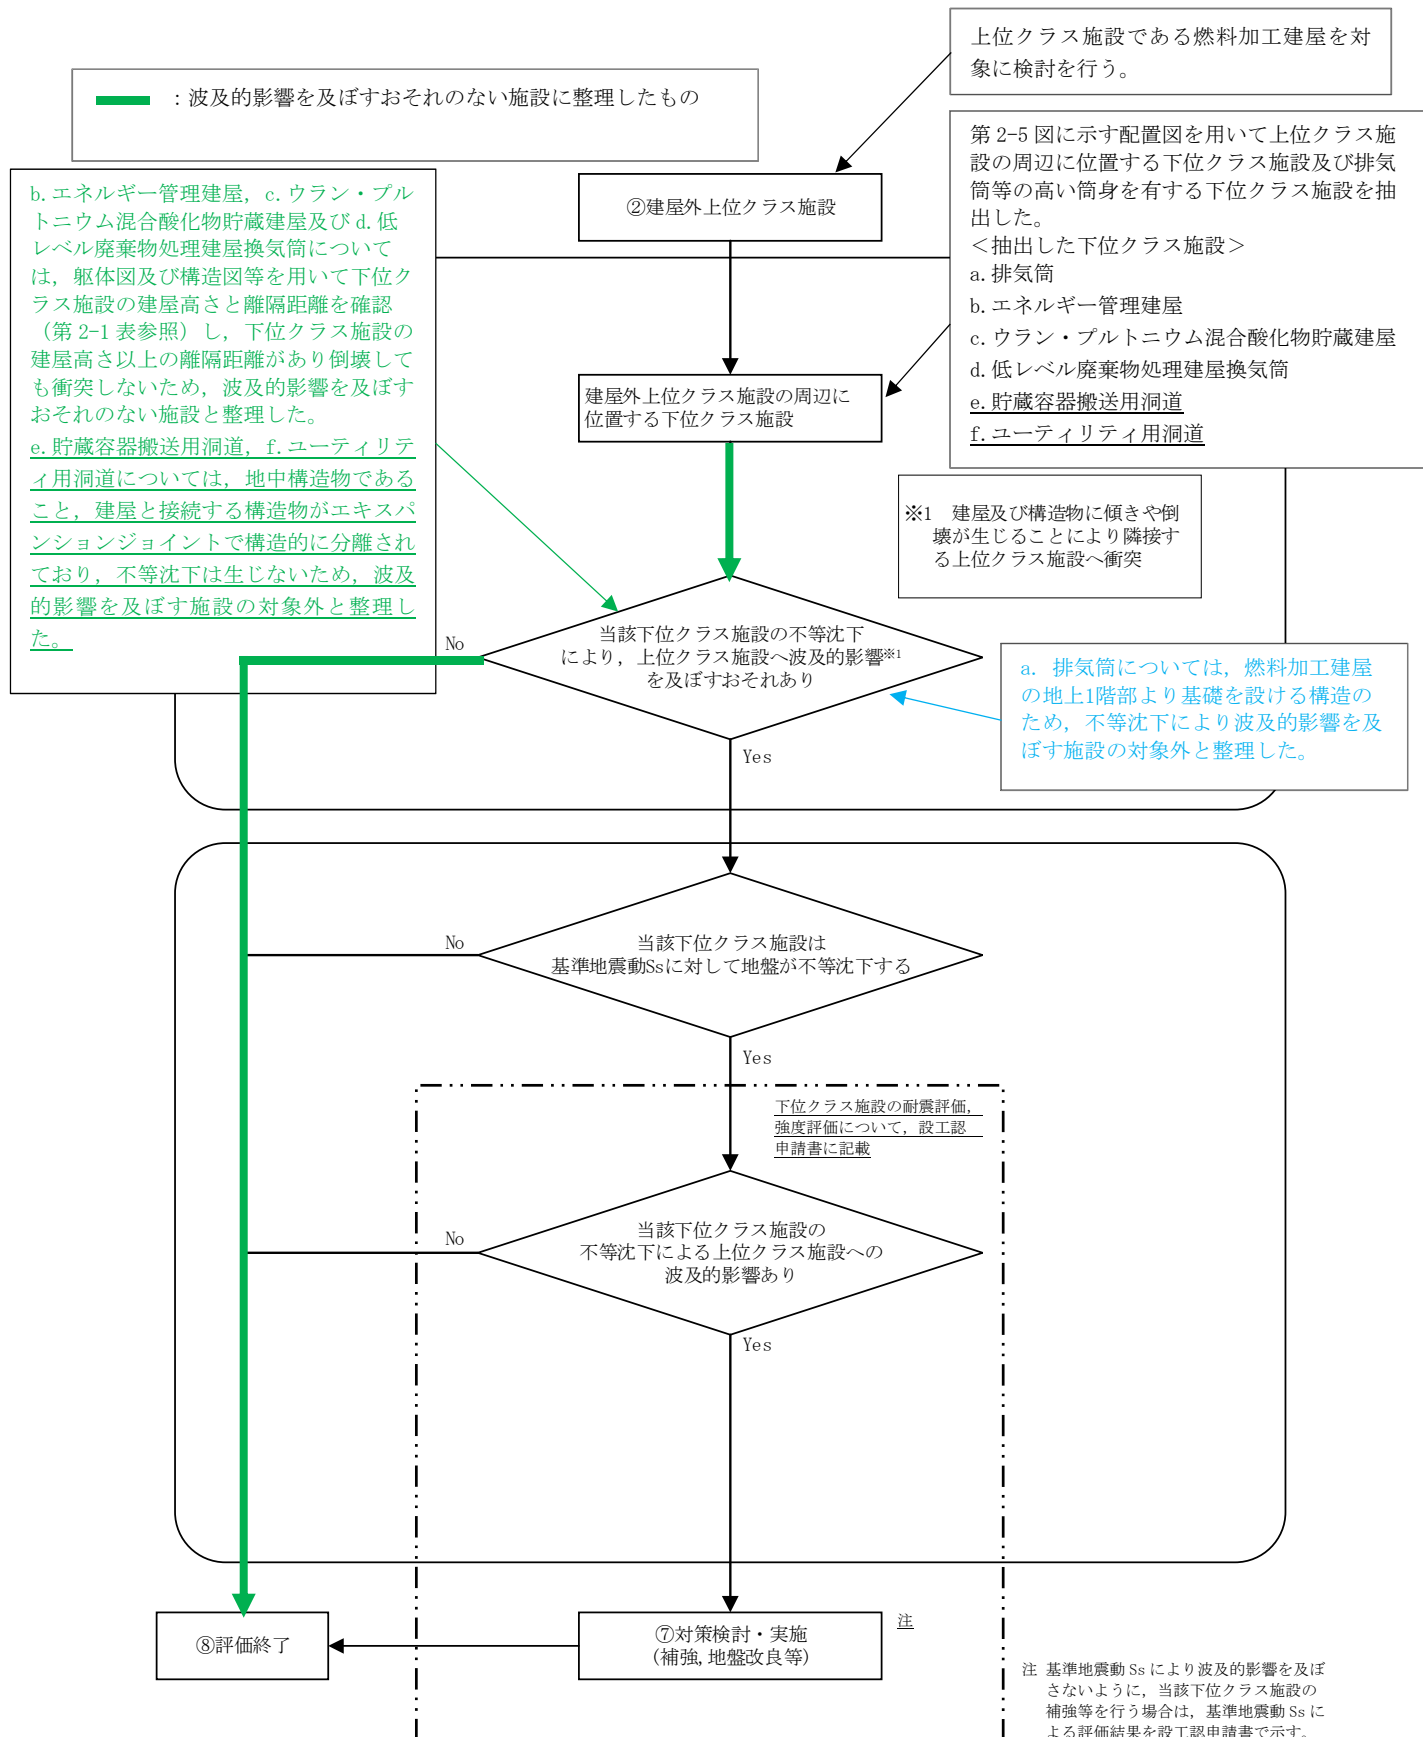 上位クラス施設である燃料加工建屋を対
象に検討を行う。
：波及的影響を及ぼすおそれのない施設に整理したもの
第 2-5 図に示す配置図を用いて上位クラス施
設の周辺に位置する下位クラス施設及び排気
筒等の高い筒身を有する下位クラス施設を抽
出した。
＜抽出した下位クラス施設＞
a. 排気筒
b. エネルギー管理建屋
c. ウラン・プルトニウム混合酸化物貯蔵建屋
d. 低レベル廃棄物処理建屋換気筒
e. 貯蔵容器搬送用洞道
f. ユーティリティ用洞道
b. エネルギー管理建屋，c. ウラン・プル
トニウム混合酸化物貯蔵建屋及び d. 低
レベル廃棄物処理建屋換気筒について
は，躯体図及び構造図等を用いて下位ク
ラス施設の建屋高さと離隔距離を確認
（第 2-1 表参照）し，下位クラス施設の
建屋高さ以上の離隔距離があり倒壊して
も衝突しないため，波及的影響を及ぼす
おそれのない施設と整理した。
e. 貯蔵容器搬送用洞道，f. ユーティリテ
ィ用洞道については，地中構造物である
こと，建屋と接続する構造物がエキスパ
ンションジョイントで構造的に分離され
ており，不等沈下は生じないため，波及
的影響を及ぼす施設の対象外と整理し
た。
②建屋外上位クラス施設
建屋外上位クラス施設の周辺に
位置する下位クラス施設
※1　建屋及び構造物に傾きや倒
壊が生じることにより隣接す
る上位クラス施設へ衝突
当該下位クラス施設の不等沈下
により，上位クラス施設へ波及的影響※1
を及ぼすおそれあり
No
Yes
a. 排気筒については，燃料加工建屋
の地上1階部より基礎を設ける構造の
ため，不等沈下により波及的影響を及
ぼす施設の対象外と整理した。
当該下位クラス施設は
基準地震動Ssに対して地盤が不等沈下する
No
Yes
下位クラス施設の耐震評価，
強度評価について，設工認
申請書に記載
当該下位クラス施設の
不等沈下による上位クラス施設への
波及的影響あり
No
Yes
⑧評価終了
⑦対策検討・実施
(補強, 地盤改良等)
注
注 基準地震動 Ss により波及的影響を及ぼ
さないように，当該下位クラス施設の
補強等を行う場合は，基準地震動 Ss に
よる評価結果を設工認申請書で示す。